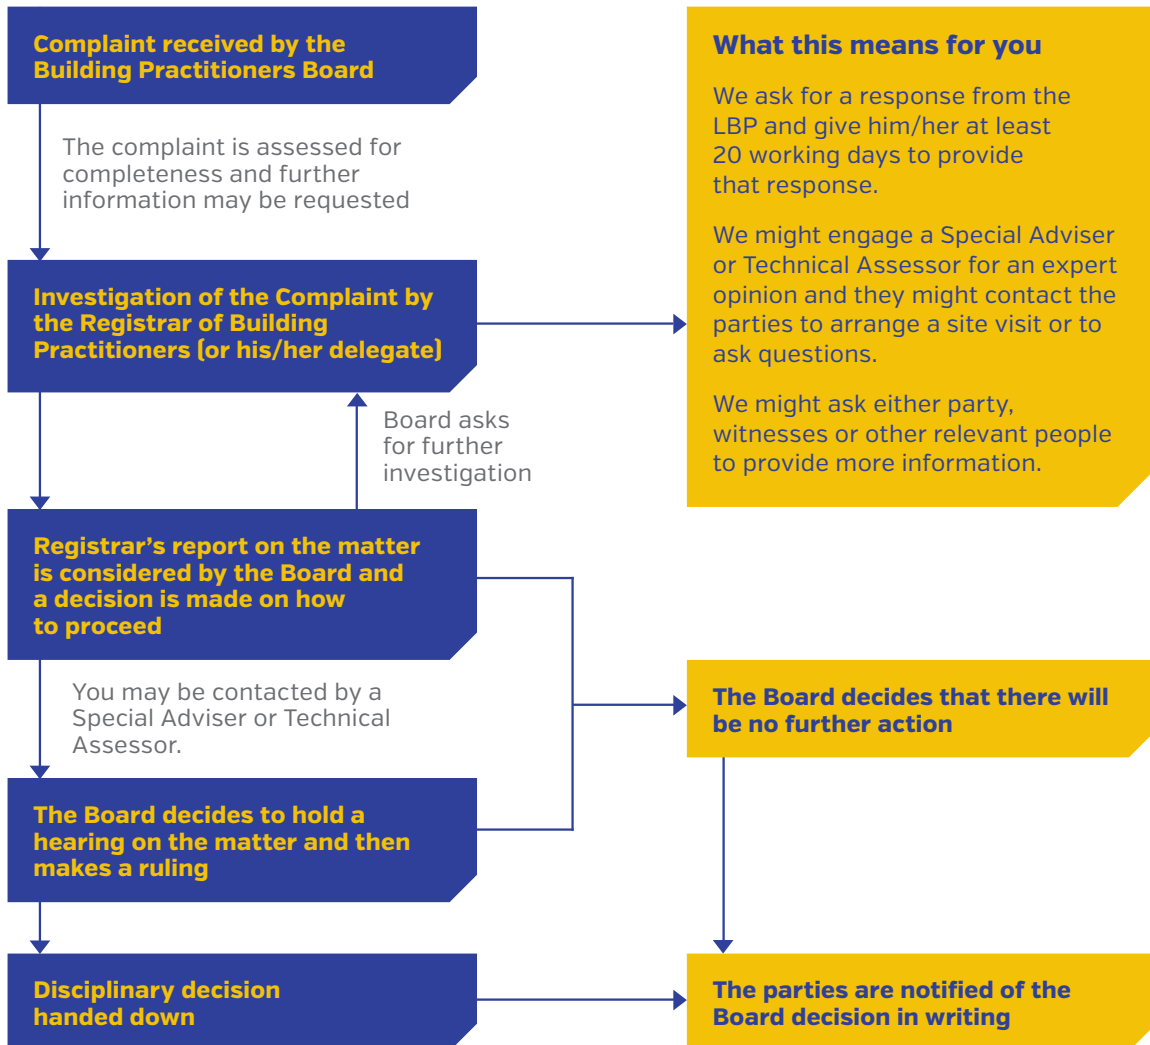 Complaint received by the
Building Practitioners Board
The complaint is assessed for
completeness and further
information may be requested
Investigation of the Complaint by
the Registrar of Building
Practitioners (or his/her delegate)
What this means for you
We ask for a response from the
LBP and give him/her at least
20 working days to provide
that response.
We might engage a Special Adviser
or Technical Assessor for an expert
opinion and they might contact the
parties to arrange a site visit or to
ask questions.
We might ask either party,
witnesses or other relevant people
to provide more information.
Board asks
for further
investigation
Registrar’s report on the matter
is considered by the Board and
a decision is made on how
to proceed
You may be contacted by a
Special Adviser or Technical
Assessor.
The Board decides that there will
be no further action
The Board decides to hold a
hearing on the matter and then
makes a ruling
Disciplinary decision
handed down
The parties are notified of the
Board decision in writing